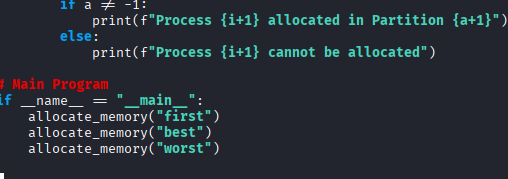 if a ≠ -1:
print(f"Process {i+1} allocated in Partition {a+1}")
else:
print(f"Process {i+1} cannot be allocated")
# Main Program
if __name__ == "__main__":
allocate_memory("first")
allocate_memory("best")
allocate_memory("worst")